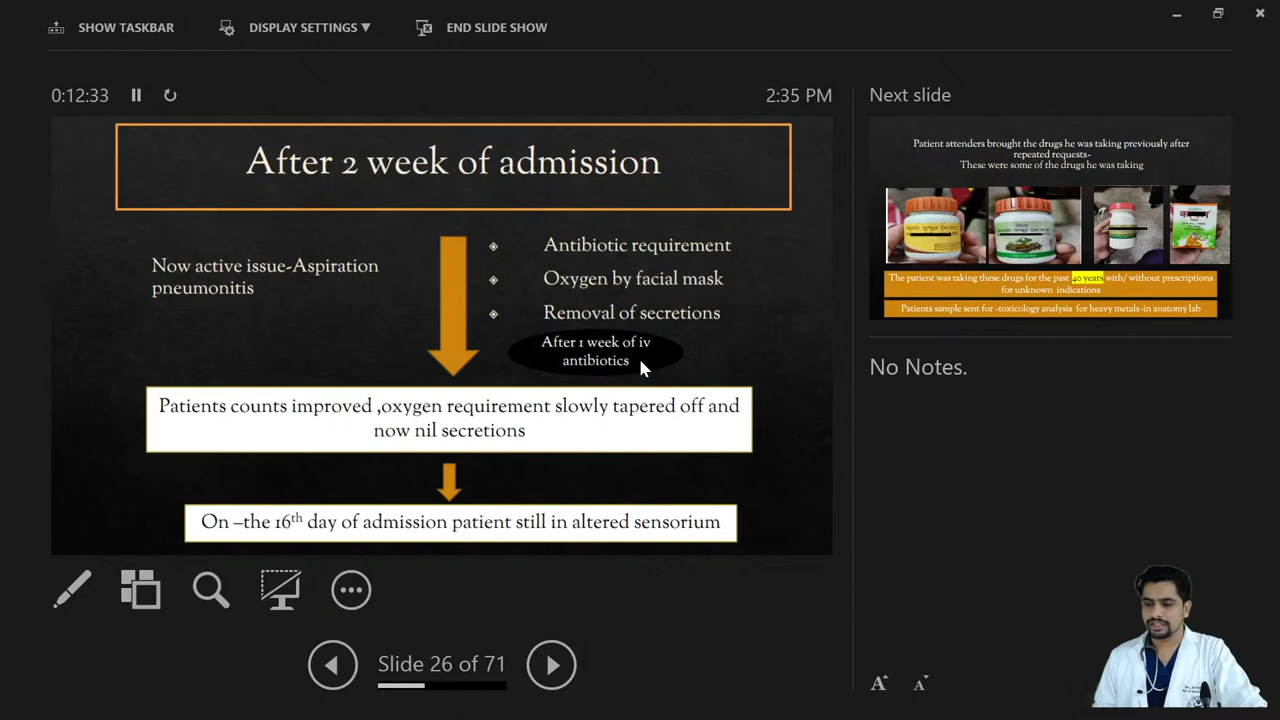 SHOW TASKBAR
DISPLAY SETTINGS ▼
END SLIDE SHOW
0:12:33
2:35 PM
After 2 week of admission
Now active issue-Aspiration
pneumonitis
Antibiotic requirement
Oxygen by facial mask
Removal of secretions
After 1 week of iv
antibiotics
Patients counts improved ,oxygen requirement slowly tapered off and
now nil secretions
On –the 16th day of admission patient still in altered sensorium
Slide 26 of 71
Next slide
Patient attenders brought the drugs he was taking previously after
repeated requests-
These were some of the drugs he was taking
The patient was taking these drugs for the past 40 years with/ without prescriptions
for unknown indications
Patients sample sent for -toxicology analysis for heavy metals-in anatomy lab
No Notes.
A A